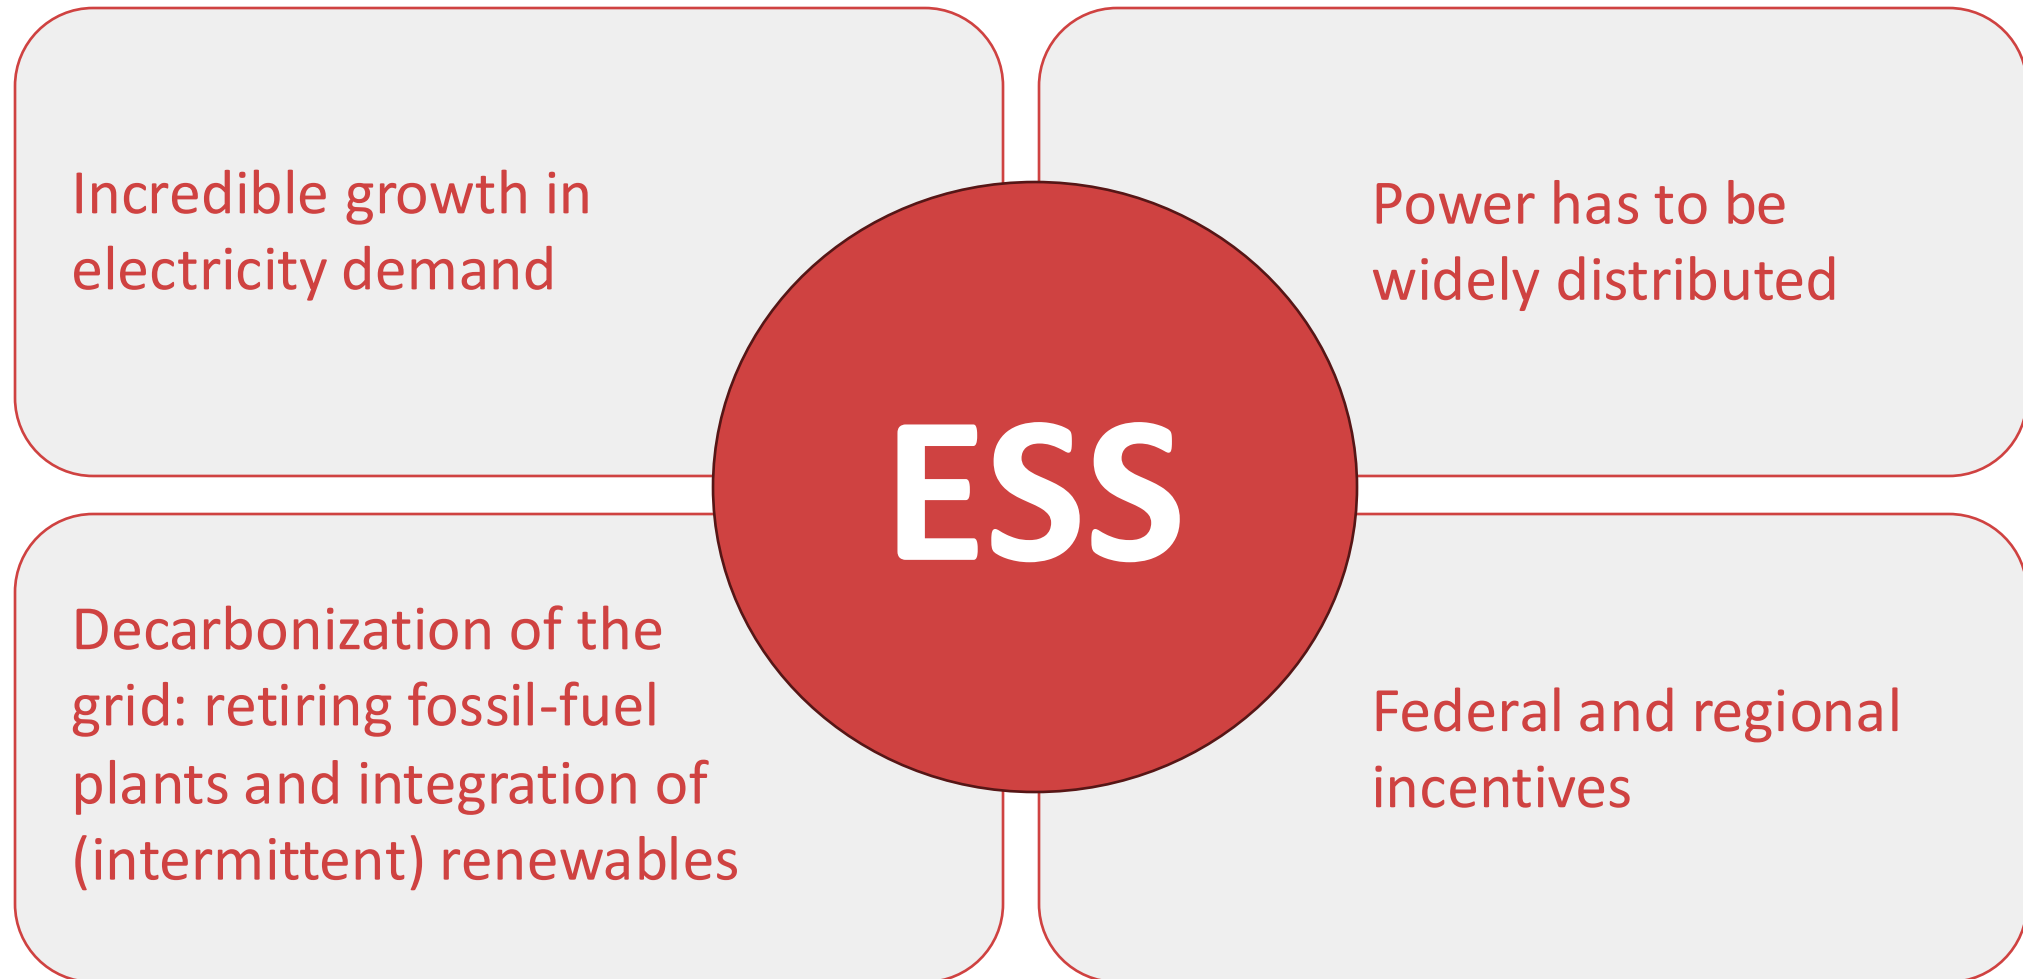 Incredible growth in
electricity demand
Power has to be
widely distributed
ESS
Decarbonization of the
grid: retiring fossil-fuel
plants and integration of
(intermittent) renewables
Federal and regional
incentives